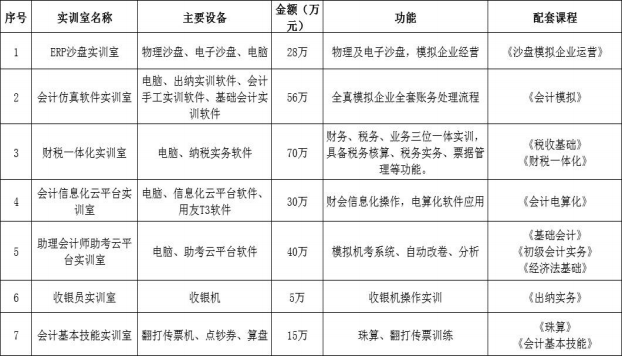 序号 实训室名称 主要设备 金额（万元） 功能 配套课程
1 ERP沙盘实训室 物理沙盘、电子沙盘、电脑 28万 物理及电子沙盘，模拟企业经营 《沙盘模拟企业运营》
2 会计仿真软件实训室 电脑、出纳实训软件、会计手工实训软件、基础会计实训软件 56万 全真模拟企业全套账务处理流程 《会计模拟》
3 财税一体化实训室 电脑、纳税实务软件 70万 财务、税务、业务三位一体实训，具备税务核算、税务实务、票据管理等功能。 《税收基础》《财税一体化》
4 会计信息化云平台实训室 电脑、信息化云平台软件、用友T3软件 30万 财会信息化操作，电算化软件应用 《会计电算化》
5 助理会计师助考云平台实训室 电脑、助考云平台软件 40万 模拟机考系统、自动改卷、分析 《基础会计》《初级会计实务》《经济法基础》
6 收银员实训室 收银机 5万 收银机操作实训 《出纳实务》
7 会计基本技能实训室 翻打传票机、点钞券、算盘 15万 珠算、翻打传票训练 《珠算》《会计基本技能》